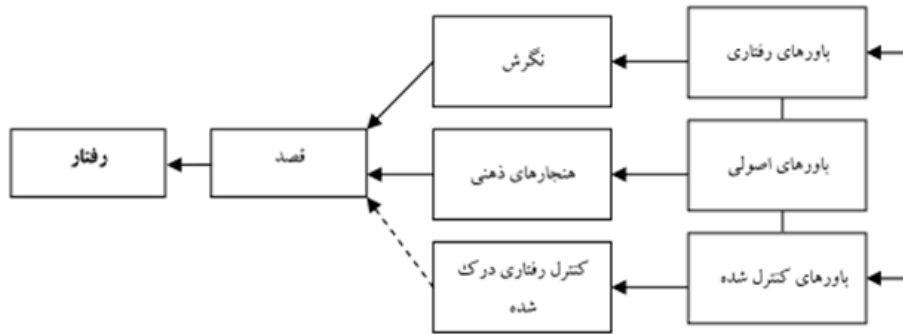 باورهای رفتاری
نگرش
باورهای اصولی
هنجارهای ذهنی
قصد
رفتار
باورهای کنترل شده
کنترل رفتاری درک
شده